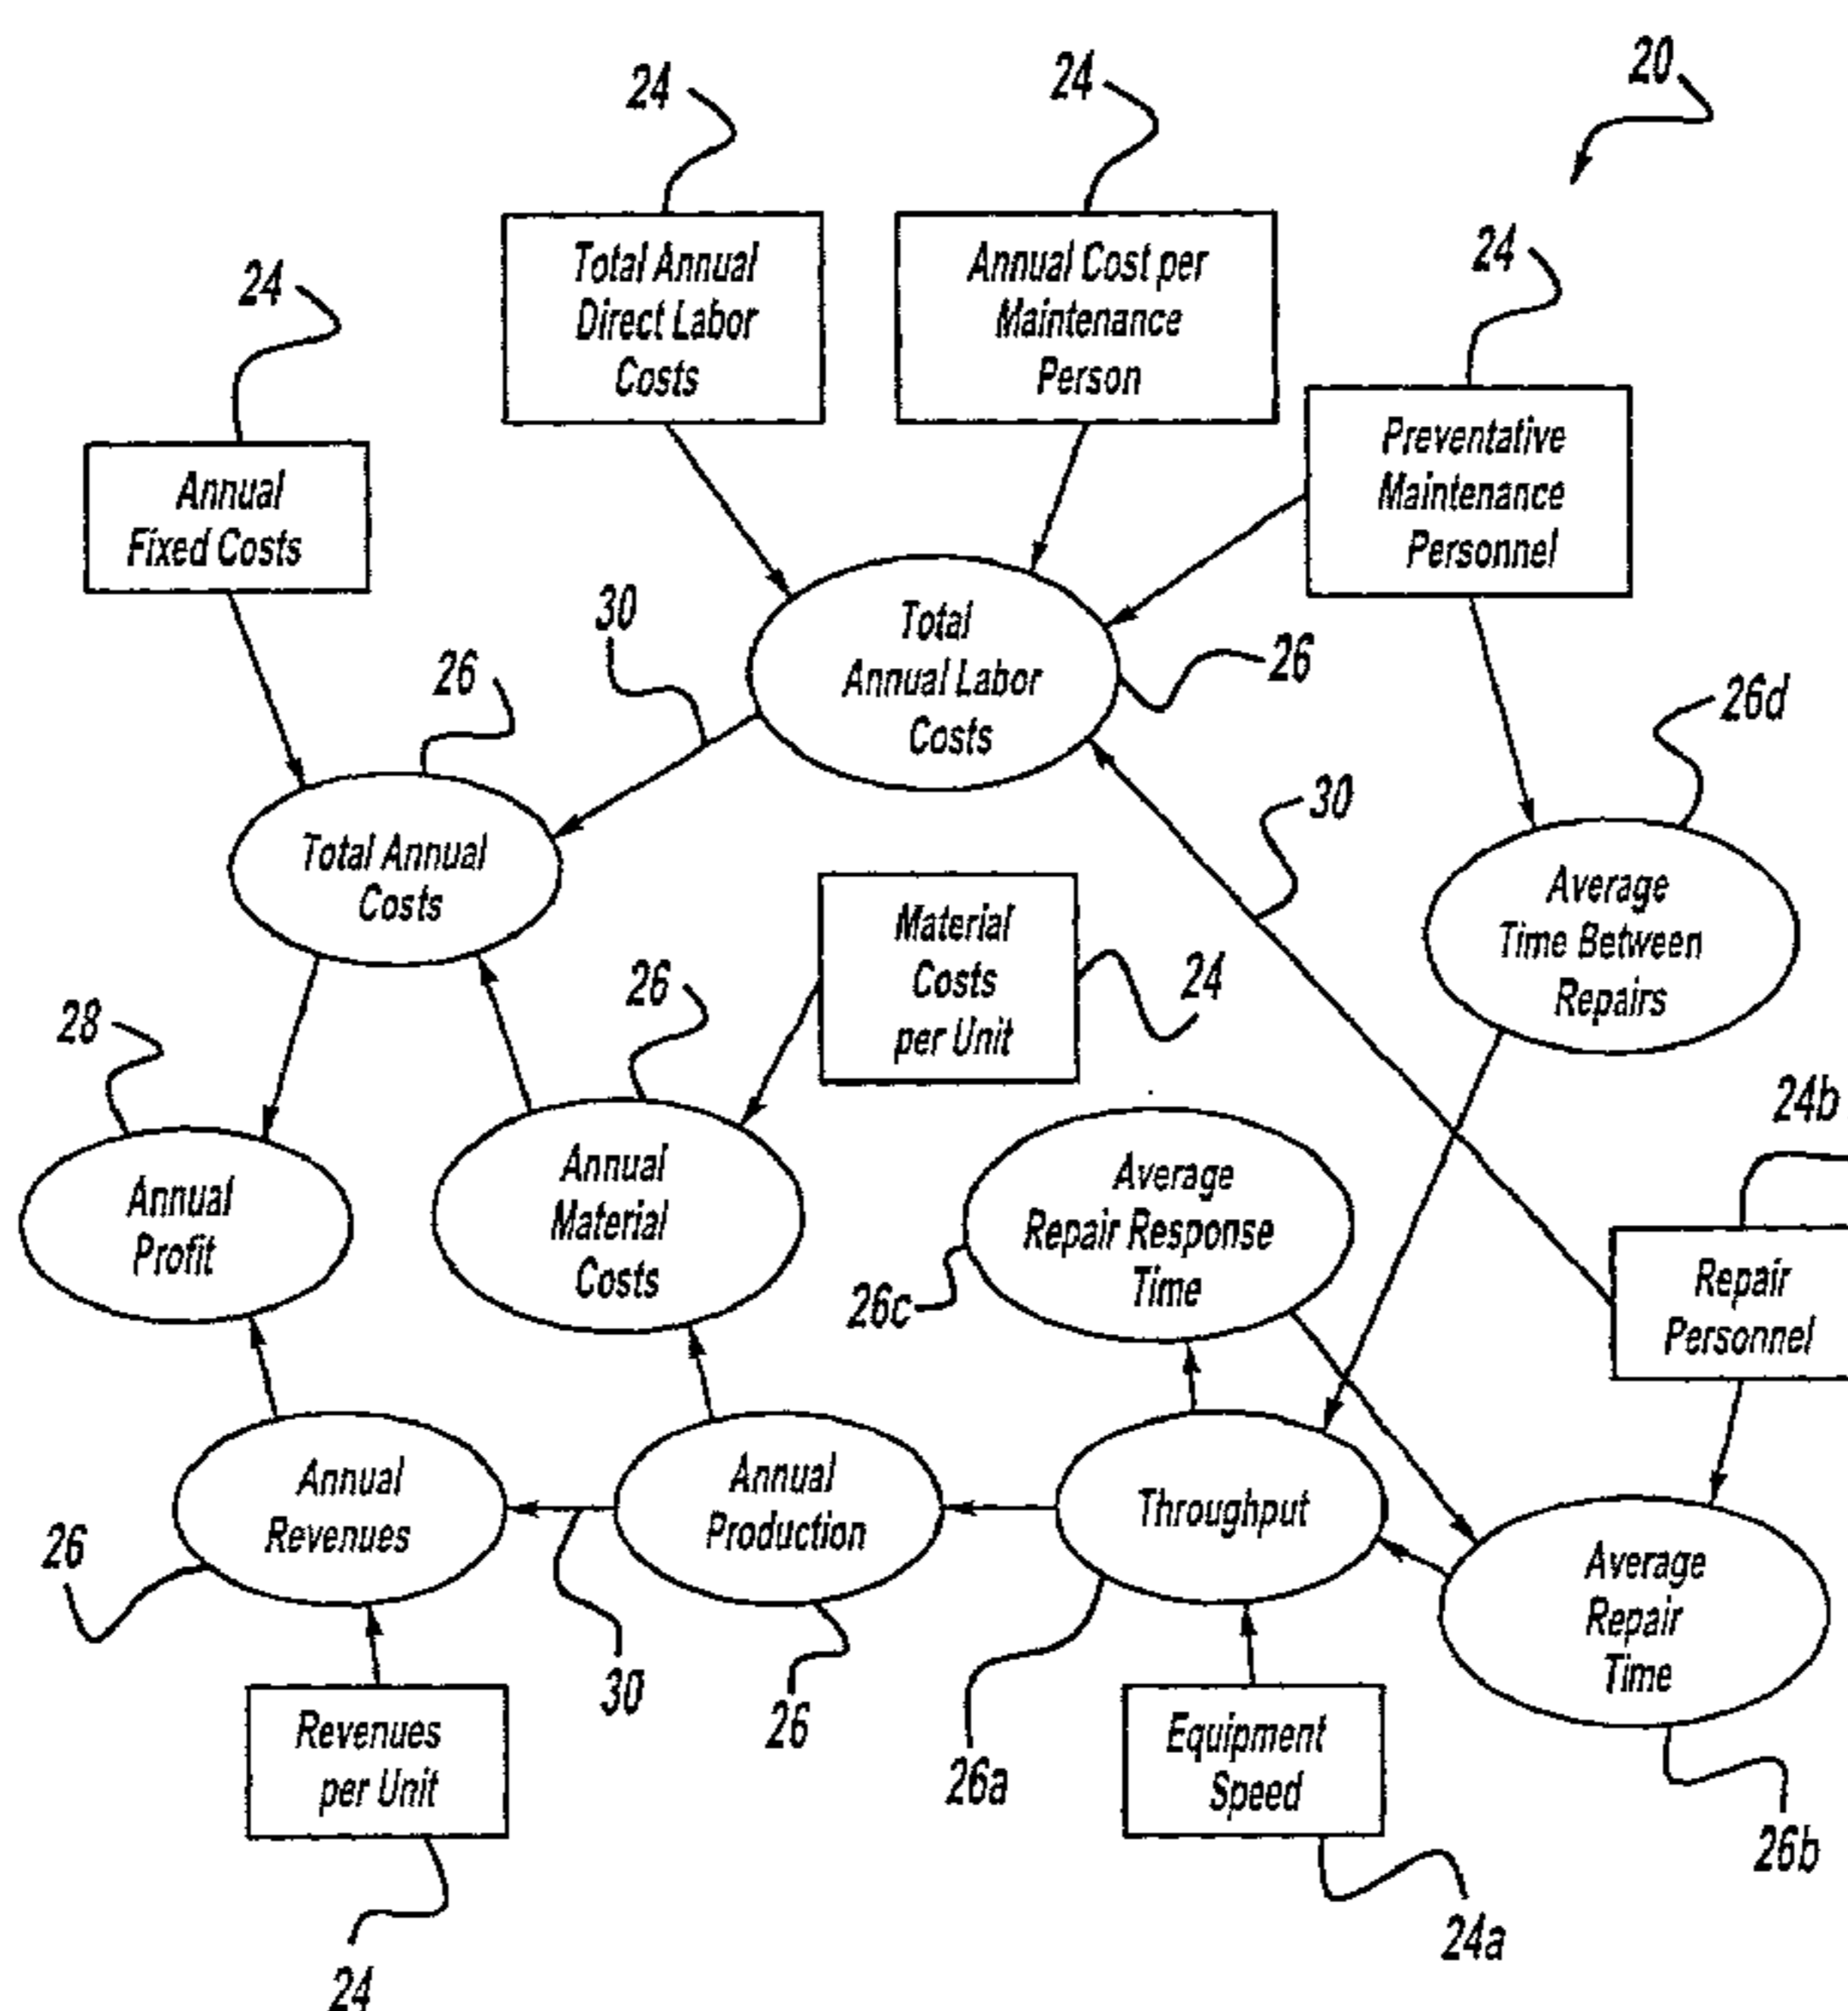 20
24
24
24
24
Total Annual
Direct Labor
Costs
Annual Cost per
Maintenance
Person
Preventative
Maintenance
Personnel
Annual
Fixed Costs
30
Total
Annual Labor
Costs
26
26
26d
30
Total Annual
Costs
Average
Time Between
Repairs
Material
Costs
per Unit
24
26
28
24b
Annual
Profit
Annual
Material
Costs
Average
Repair Response
Time
26c
Repair
Personnel
Annual
Revenues
Annual
Production
Throughput
Average
Repair
Time
26
30
26
26a
Revenues
per Unit
Equipment
Speed
26b
24a
24